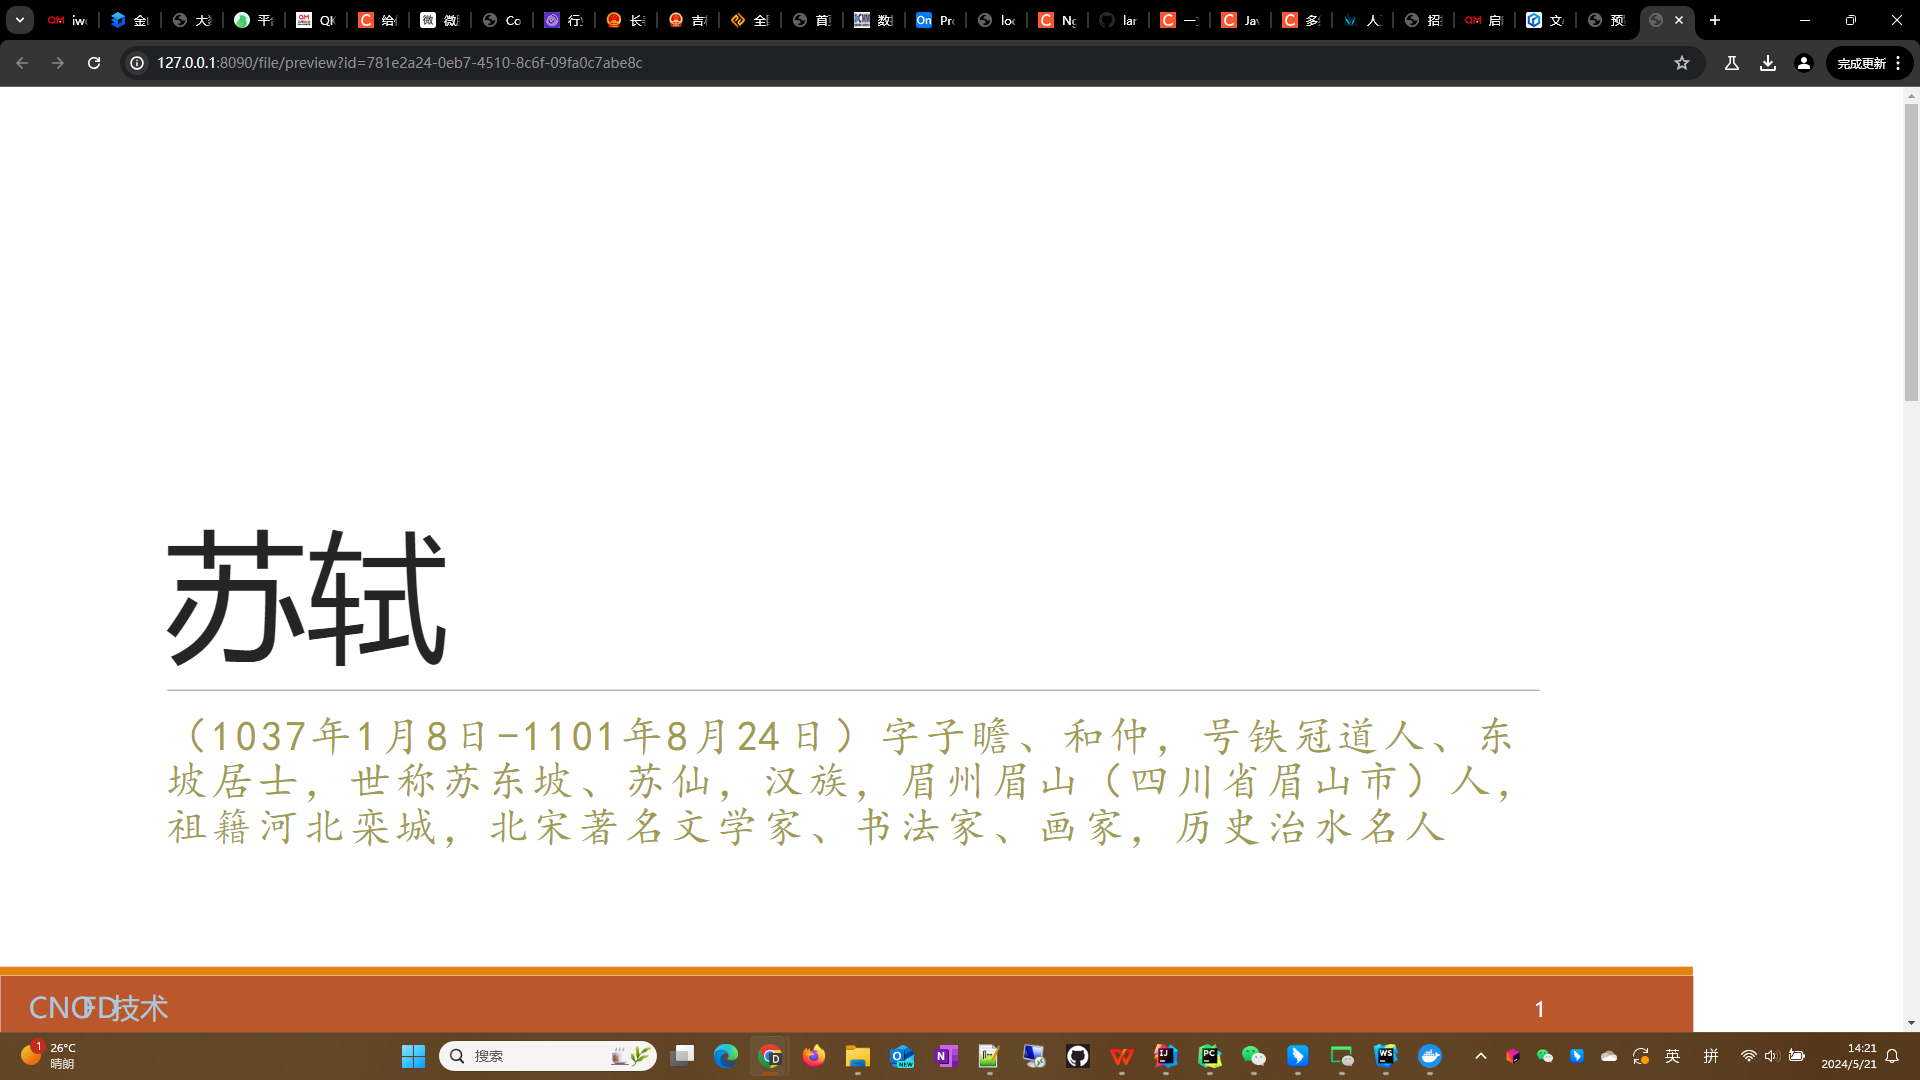 iw
金
大
平
QK
给
微
Co
行
长
吉
全
首
数
Pr
loc
Ng
lar
一
Ja
多
人
招
启
文
预
127.0.0.1:8090/file/preview?id=781e2a24-0eb7-4510-8c6f-09fa0c7abe8c
完成更新
苏轼
（1037年1月8日-1101年8月24日）字子瞻、和仲，号铁冠道人、东
坡居士，世称苏东坡、苏仙，汉族，眉州眉山（四川省眉山市）人，
祖籍河北栾城，北宋著名文学家、书法家、画家，历史治水名人
CNOFD技术
1
1
26°C
晴朗
搜索
英
拼
14:21
2024/5/21